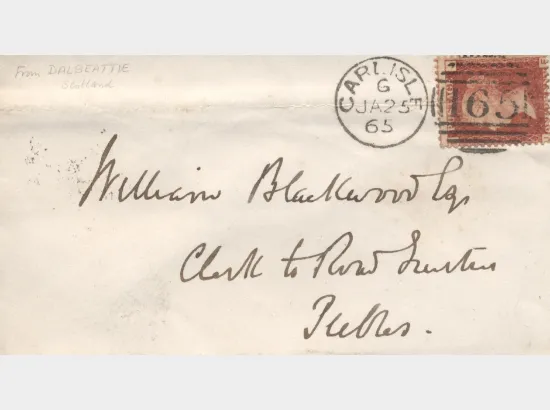 From DALBEATTIE
Scotland
CARLISLE
G
JA 25
65
165
William Blackwood Esq
Clerk to Road Trustees
Peebles.